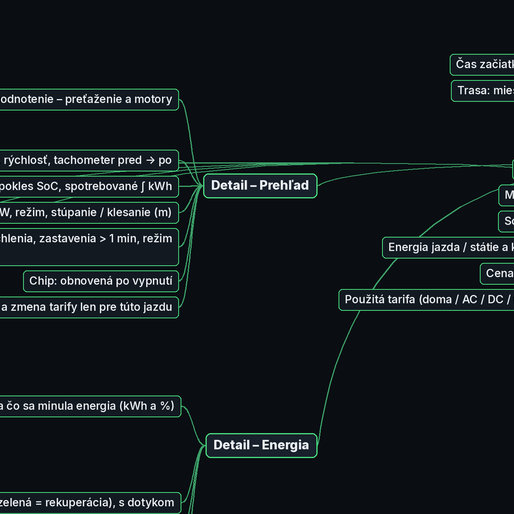 Čas začiatk
odnotenie – preťaženie a motory
Trasa: mies
rýchlosť, tachometer pred → po
pokles SoC, spotrebované ∫ kWh
Detail – Prehľad
M
W, režim, stúpanie / klesanie (m)
So
hlenia, zastavenia > 1 min, režim
Energia jazda / státie a k
Chip: obnovená po vypnutí
Cena
a zmena tarify len pre túto jazdu
Použitá tarifa (doma / AC / DC /
a čo sa minula energia (kWh a %)
Detail – Energia
zelená = rekuperácia), s dotykom